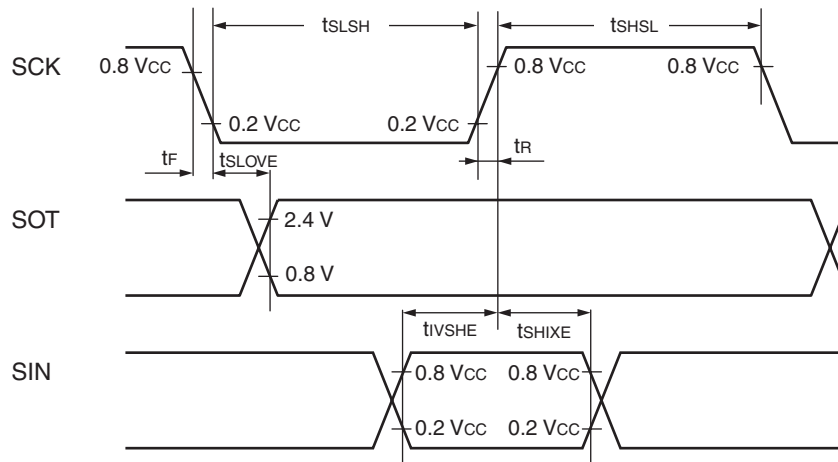 tSLSH tSHSL
SCK 0.8 VCC 0.8 VCC 0.8 VCC
0.2 VCC 0.2 VCC
tF tSLOVE tR
SOT 2.4 V
0.8 V
tIVSHE tSHIXE
SIN 0.8 VCC 0.8 VCC
0.2 VCC 0.2 VCC